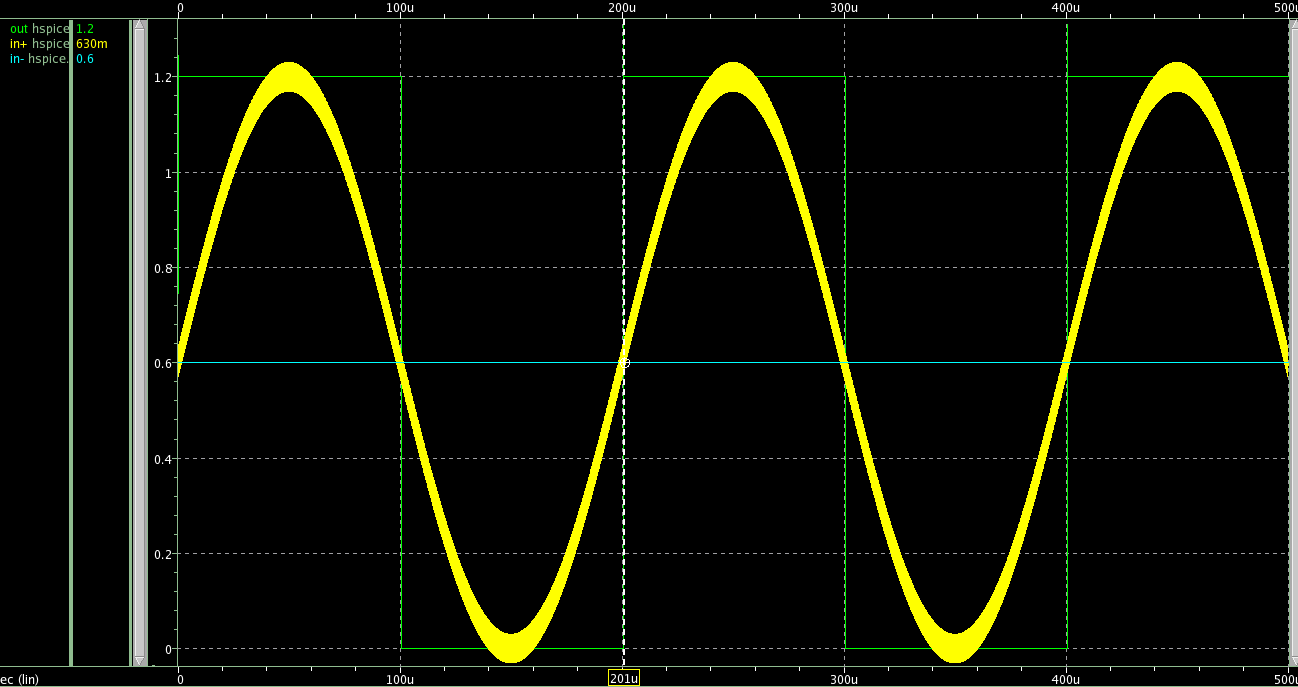 0 100u 200u 300u 400u 500u
out hspice 1.2
in+ hspice 630m
in- hspice. 0.6
1.2
1
0.8
0.6
0.4
0.2
0
ec (lin) 0 100u 201u 300u 400u 500u